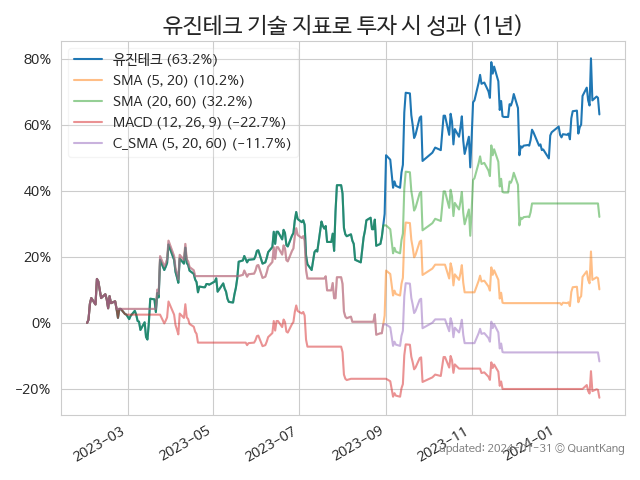 유진테크 기술 지표로 투자 시 성과 (1년)
80%
60%
40%
20%
0%
−20%
유진테크 (63.2%)
SMA (5, 20) (10.2%)
SMA (20, 60) (32.2%)
MACD (12, 26, 9) (−22.7%)
C_SMA (5, 20, 60) (−11.7%)
2023−03
2023−05
2023−07
2023−09
2023−11
2024−01
updated: 2024-01-31 © QuantKang